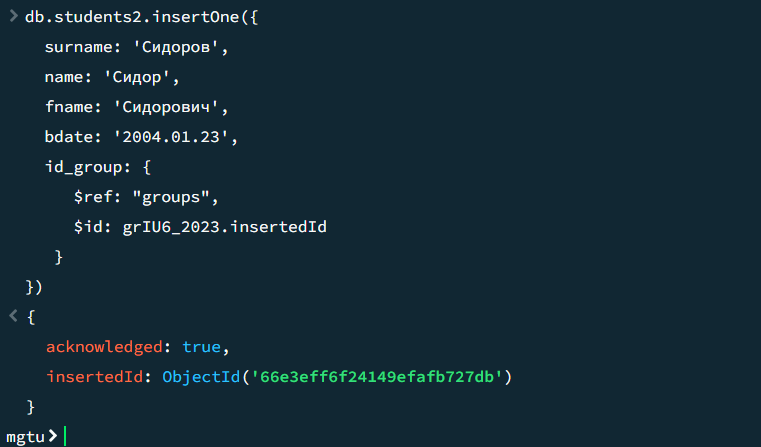 > db.students2.insertOne({
surname: 'Сидоров',
name: 'Сидор',
fname: 'Сидорович',
bdate: '2004.01.23',
id_group: {
$ref: "groups",
$id: grIU6_2023.insertedId
}
})
< {
acknowledged: true,
insertedId: ObjectId('66e3eff6f24149efafb727db')
}
mgtu>